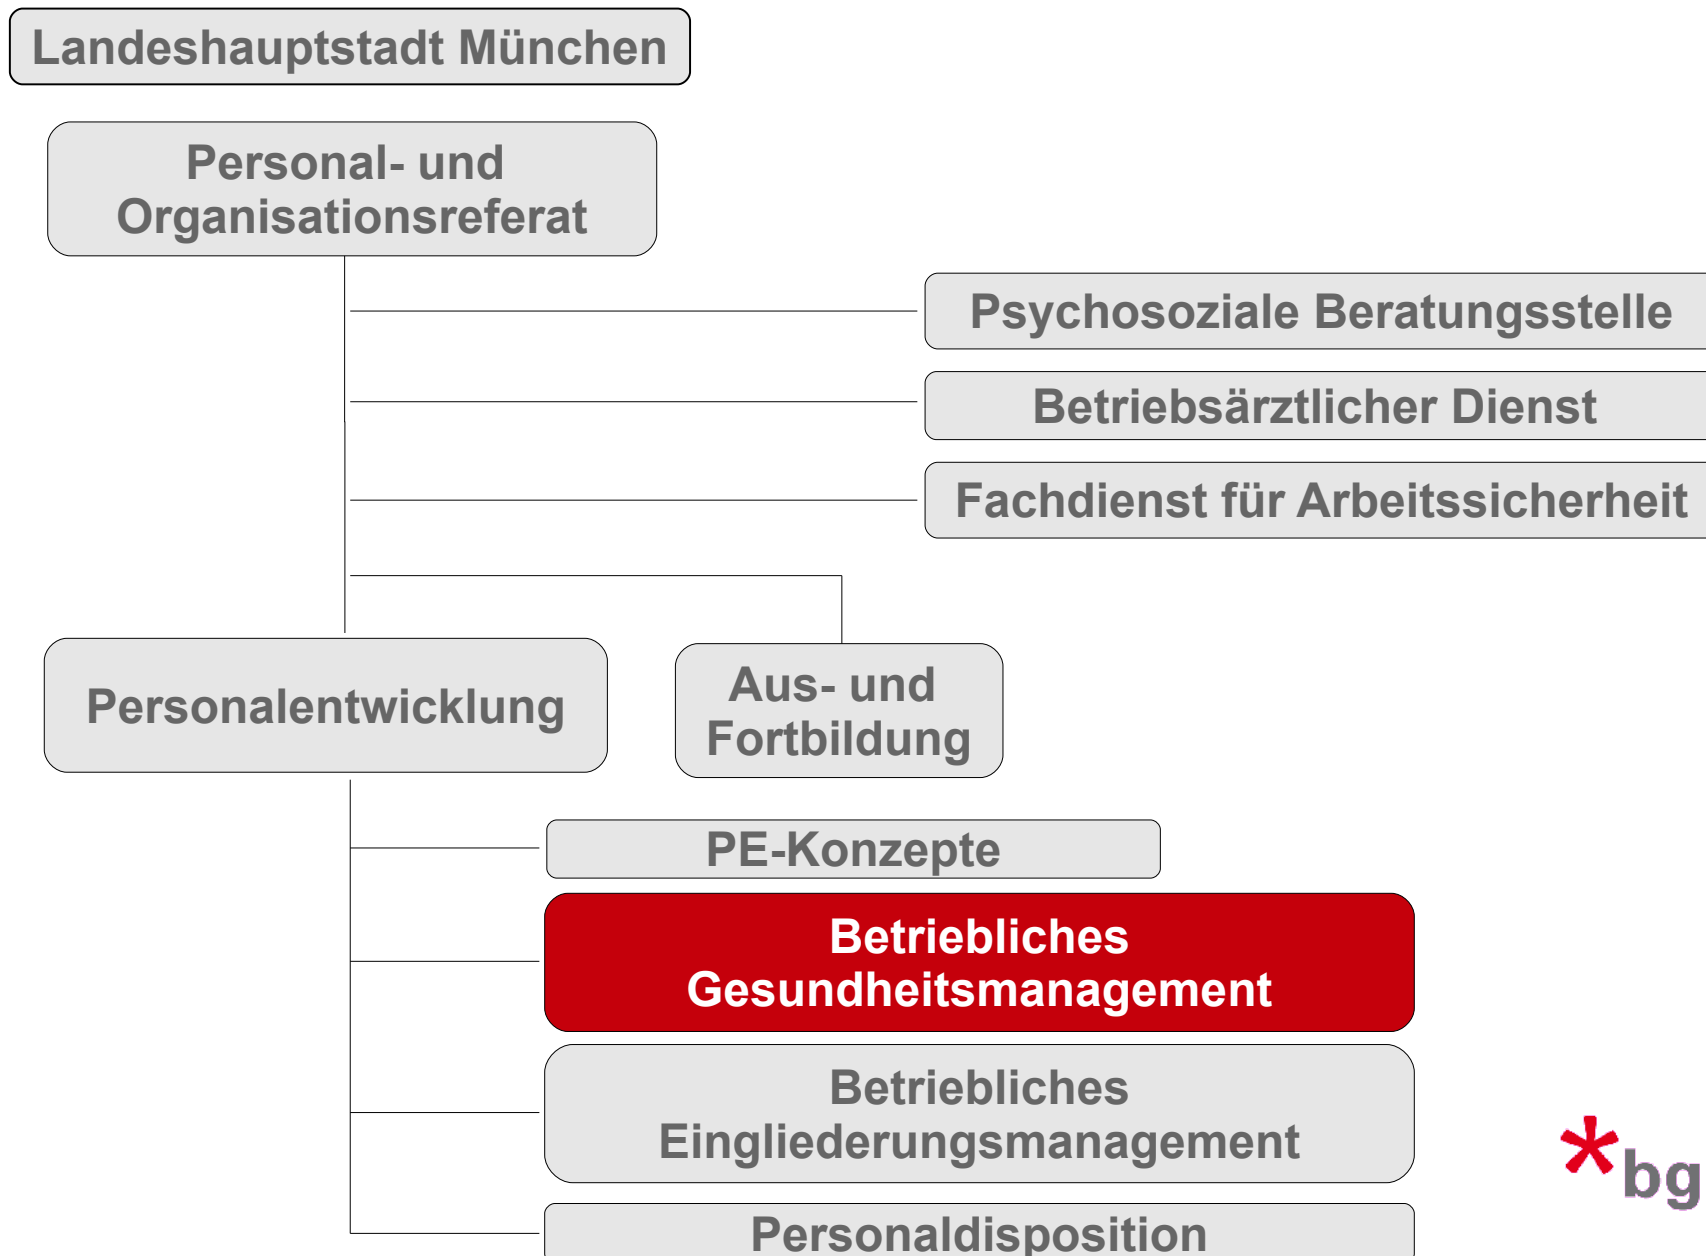 Landeshauptstadt München
Personal- und
Organisationsreferat
Psychosoziale Beratungsstelle
Betriebsärztlicher Dienst
Fachdienst für Arbeitssicherheit
Personalentwicklung
Aus- und
Fortbildung
PE-Konzepte
Betriebliches
Gesundheitsmanagement
Betriebliches
Eingliederungsmanagement
Personaldisposition
*bg